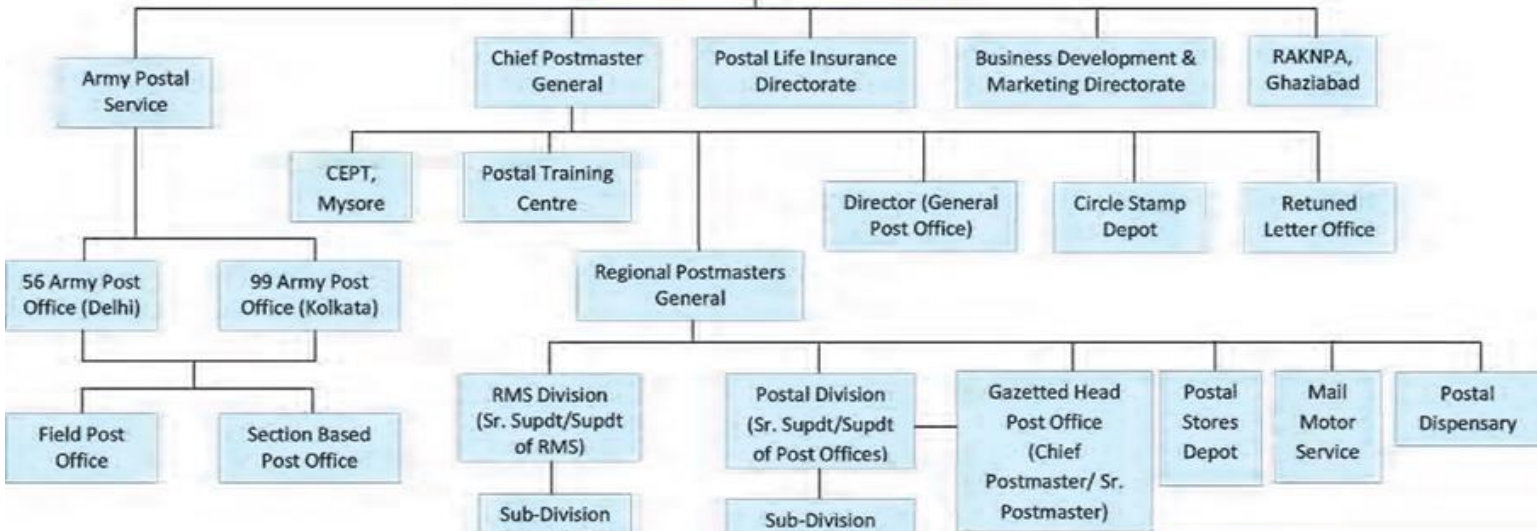 Army Postal
Service
Chief Postmaster
General
Postal Life Insurance
Directorate
Business Development &
Marketing Directorate
RAKNPA,
Ghaziabad
CEPT,
Mysore
Postal Training
Centre
Director (General
Post Office)
Circle Stamp
Depot
Retuned
Letter Office
56 Army Post
Office (Delhi)
99 Army Post
Office (Kolkata)
Regional Postmasters
General
Field Post
Office
Section Based
Post Office
RMS Division
(Sr. Supdt/Supdt
of RMS)
Postal Division
(Sr. Supdt/Supdt
of Post Offices)
Gazetted Head
Post Office
(Chief
Postmaster/ Sr.
Postmaster)
Postal
Stores
Depot
Mail
Motor
Service
Postal
Dispensary
Sub-Division
Sub-Division